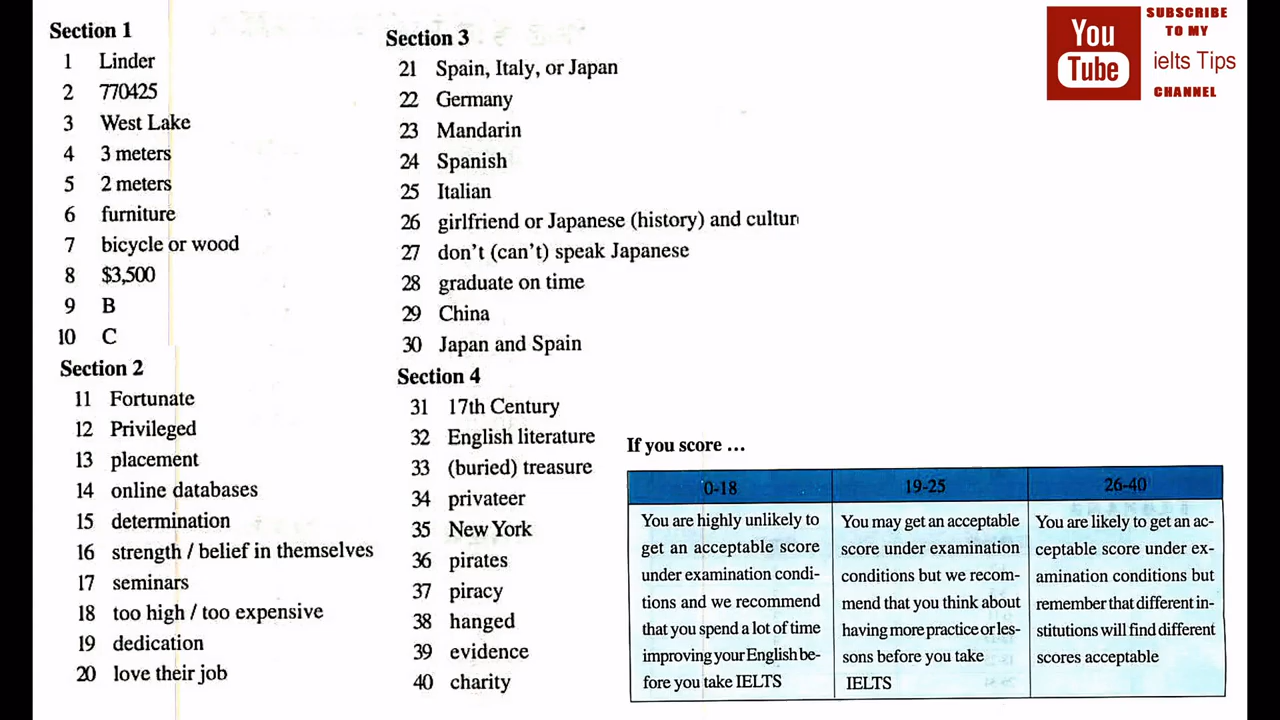 Section 1
1 Linder
2 770425
3 West Lake
4 3 meters
5 2 meters
6 furniture
7 bicycle or wood
8 $3,500
9 B
10 C
Section 2
11 Fortunate
12 Privileged
13 placement
14 online databases
15 determination
16 strength / belief in themselves
17 seminars
18 too high / too expensive
19 dedication
20 love their job
Section 3
21 Spain, Italy, or Japan
22 Germany
23 Mandarin
24 Spanish
25 Italian
26 girlfriend or Japanese (history) and cultur
27 don't (can't) speak Japanese
28 graduate on time
29 China
30 Japan and Spain
Section 4
31 17th Century
32 English literature
33 (buried) treasure
34 privateer
35 New York
36 pirates
37 piracy
38 hanged
39 evidence
40 charity
You
Tube
SUBSCRIBE
TO MY
ielts Tips
CHANNEL
If you score ...
0-18
You are highly unlikely to
get an acceptable score
under examination condi-
tions and we recommend
that you spend a lot of time
improving your English be-
fore you take IELTS
19-25
You may get an acceptable
score under examination
conditions but we recom-
mend that you think about
having more practice or les-
sons before you take
IELTS
26-40
You are likely to get an ac-
ceptable score under ex-
amination conditions but
remember that different in-
stitutions will find different
scores acceptable